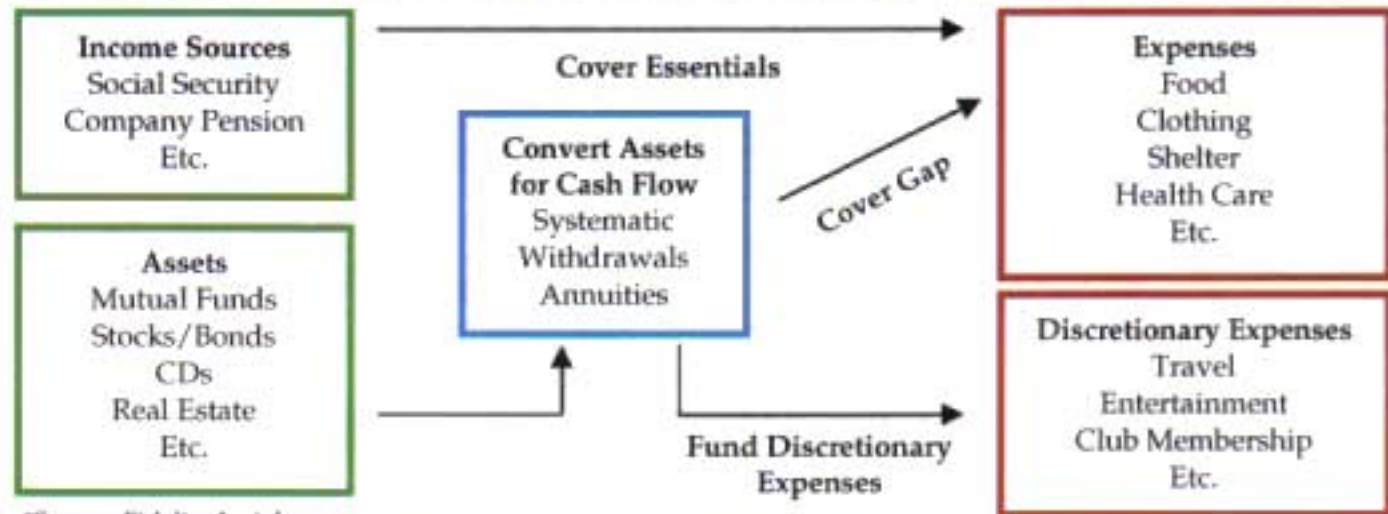 Income Sources
Social Security
Company Pension
Etc.
Assets
Mutual Funds
Stocks/Bonds
CDs
Real Estate
Etc.
Cover Essentials
Convert Assets
for Cash Flow
Systematic
Withdrawals
Annuities
Cover Gap
Fund Discretionary
Expenses
Expenses
Food
Clothing
Shelter
Health Care
Etc.
Discretionary Expenses
Travel
Entertainment
Club Membership
Etc.